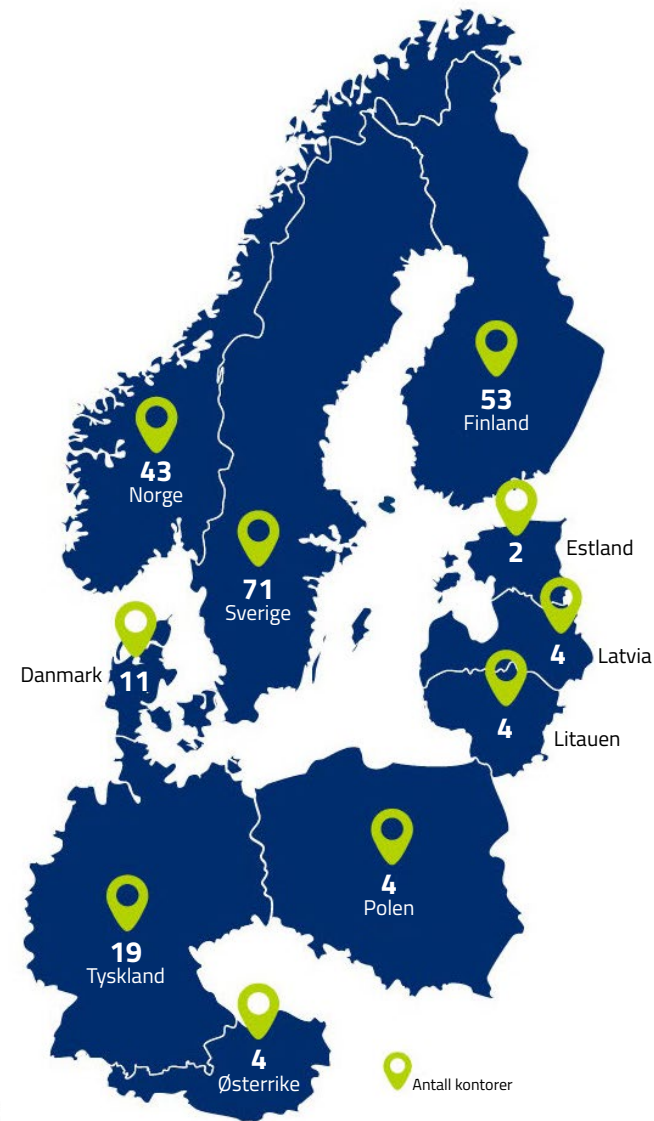 53
Finland
43
Norge
2
Estland
71
Sverige
4
Latvia
Danmark
11
4
Litauen
4
Polen
19
Tyskland
4
Østerrike
Antall kontorer